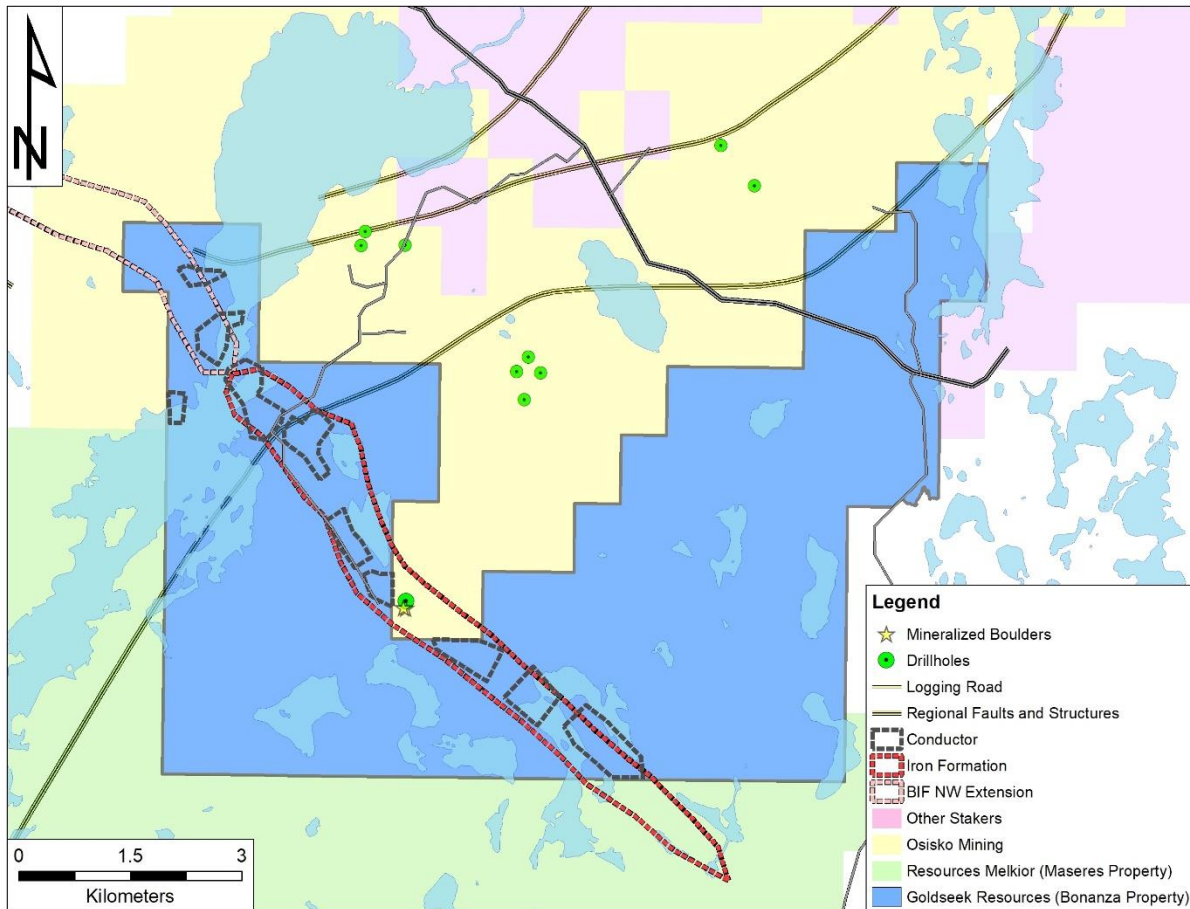 N
Legend
Mineralized Boulders
Drillholes
Logging Road
Regional Faults and Structures
Conductor
Iron Formation
BIF NW Extension
Other Stakers
Osisko Mining
Resources Melkior (Maseres Property)
Goldseek Resources (Bonanza Property)
0 1.5 3
Kilometers